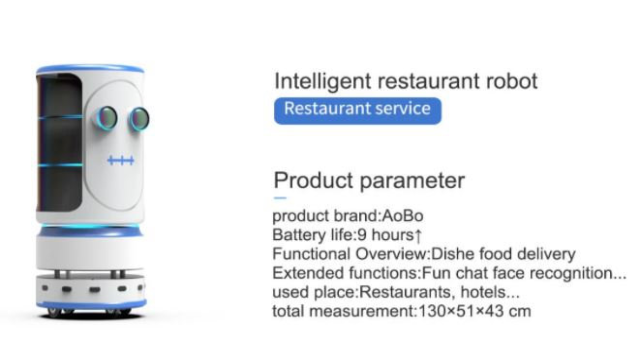 Intelligent restaurant robot
Restaurant service
Product parameter
product brand:AoBo
Battery life:9 hours↑
Functional Overview:Dishe food delivery
Extended functions:Fun chat face recognition...
used place:Restaurants, hotels...
total measurement:130×51×43 cm